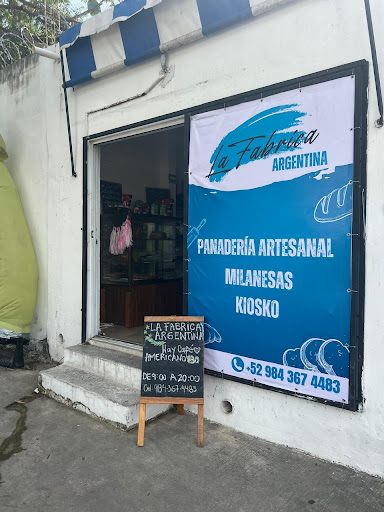 La Fabrica
ARGENTINA
PANADERÍA ARTESANAL
MILANESAS
KIOSKO
+52 984 367 4483
LA FABRICA
ARGENTINA
Hay Café
AMERICANO
DE 9:00 A 20:00
984-367-4483